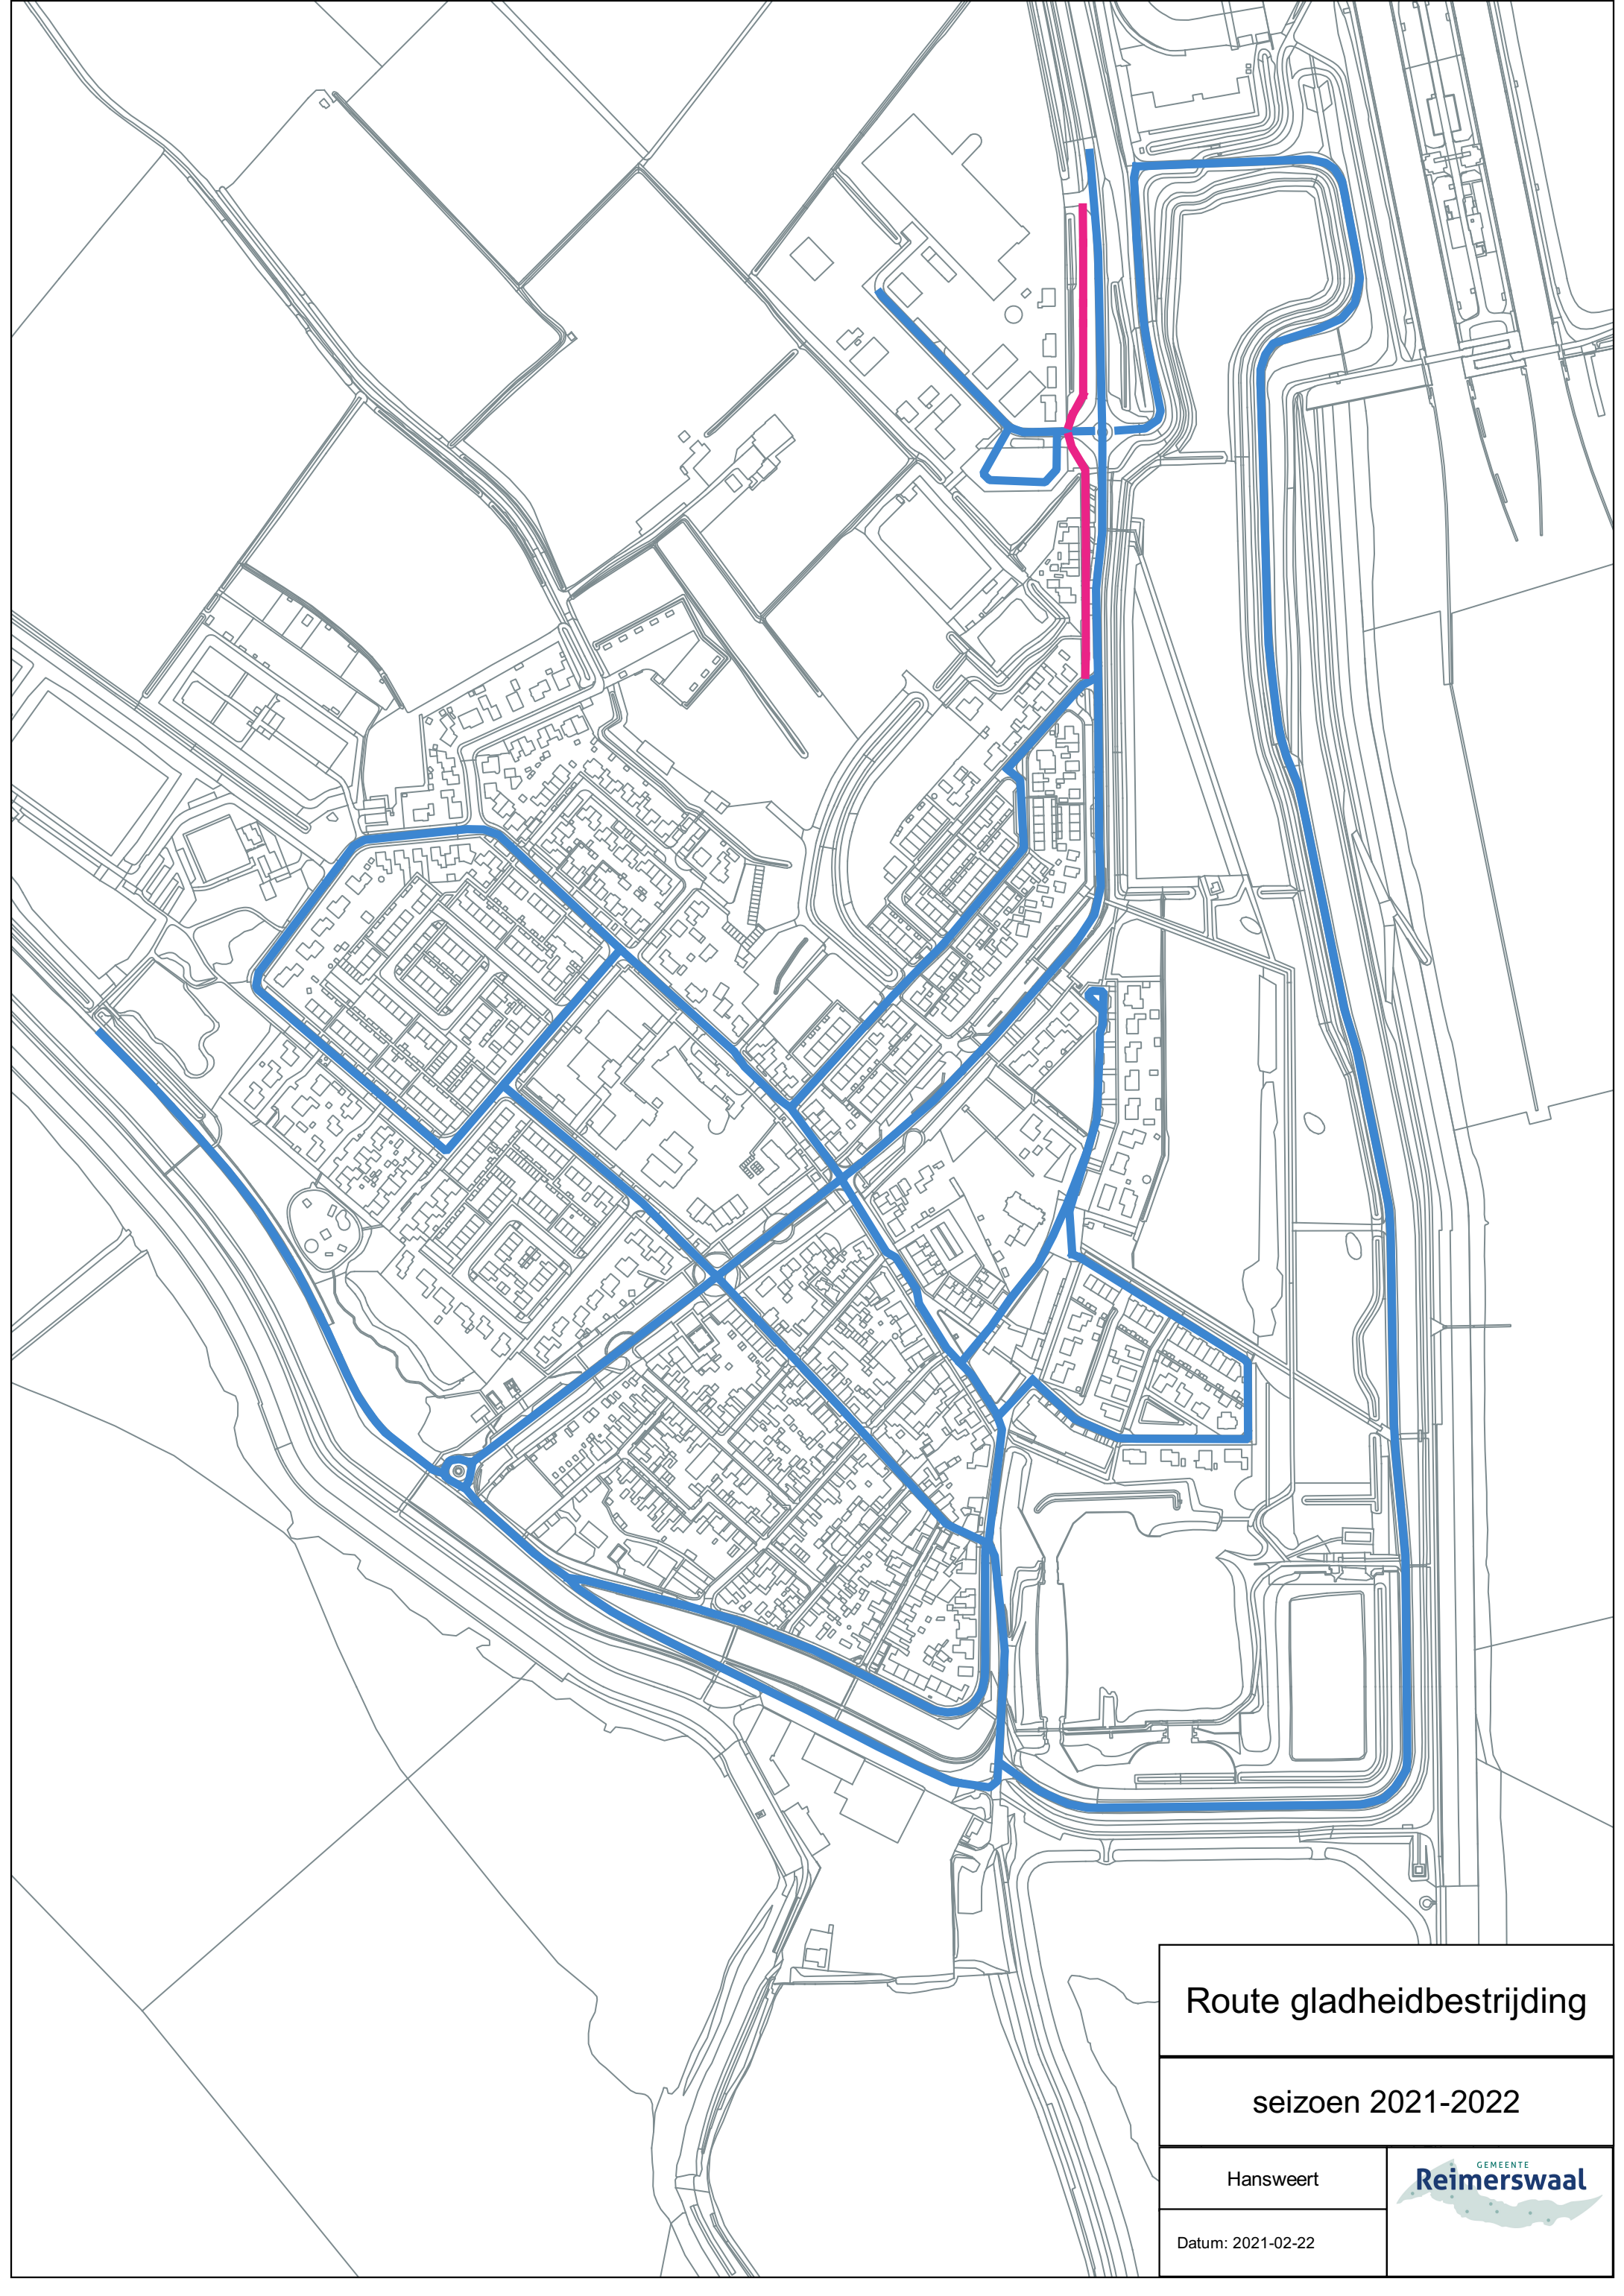 Route gladheidbestrijding
seizoen 2021-2022
Hansweert
GEMEENTE
Reimerswaal
Datum: 2021-02-22